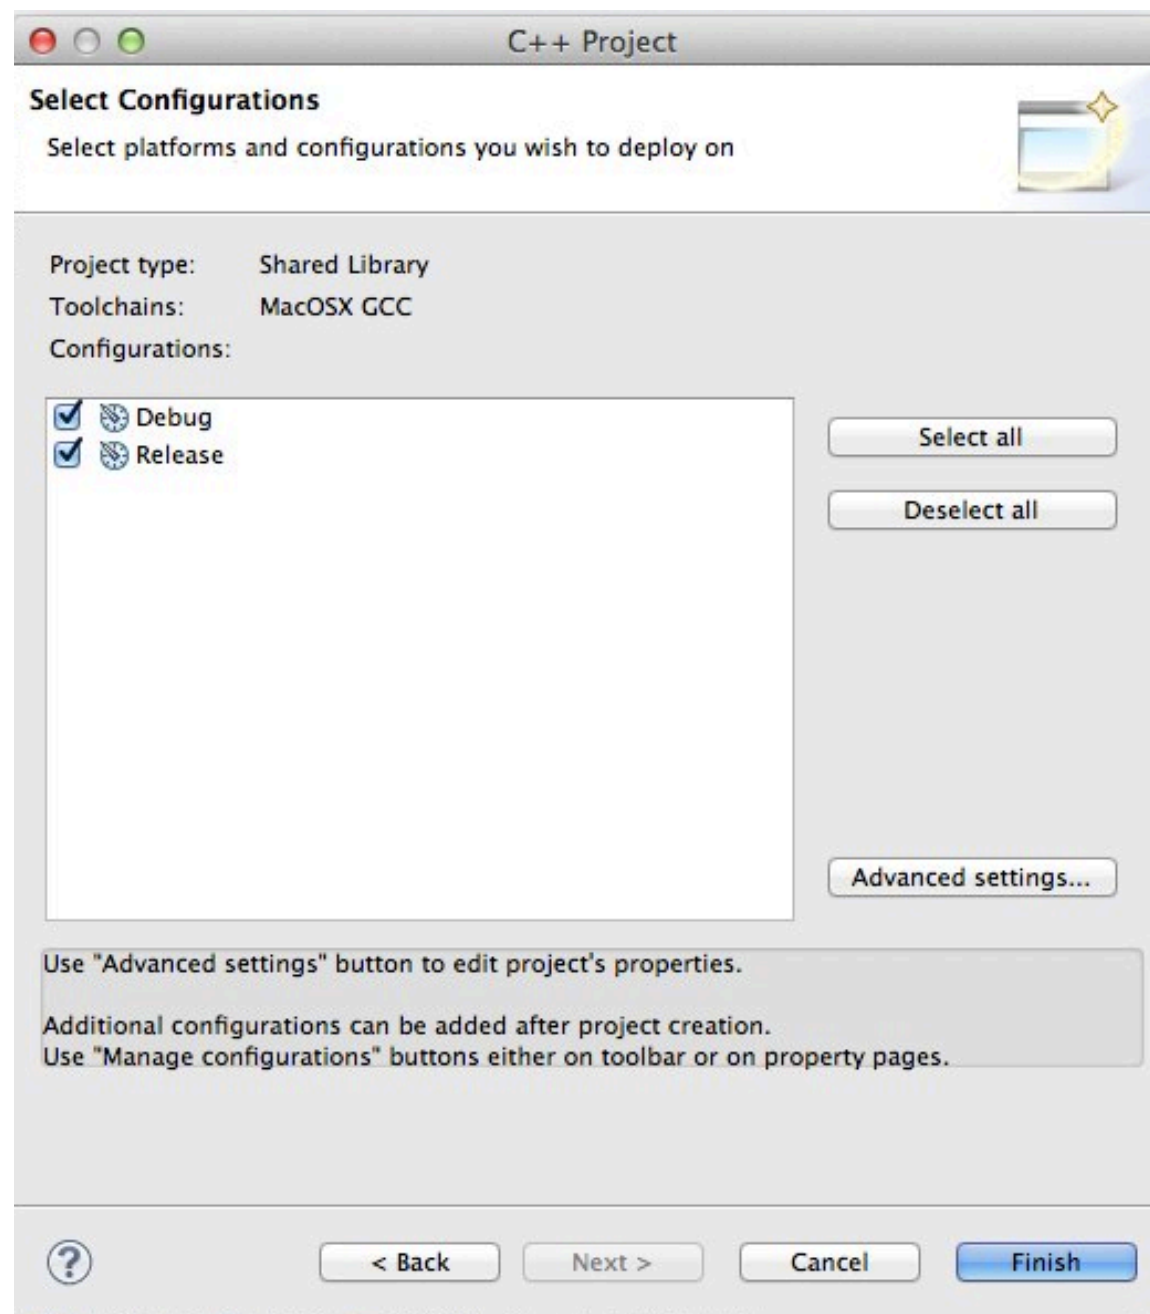 C++ Project
Select Configurations
Select platforms and configurations you wish to deploy on
Project type: Shared Library
Toolchains: MacOSX GCC
Configurations:
Debug
Release
Select all
Deselect all
Advanced settings...
Use "Advanced settings" button to edit project's properties.
Additional configurations can be added after project creation.
Use "Manage configurations" buttons either on toolbar or on property pages.
?
< Back
Next >
Cancel
Finish